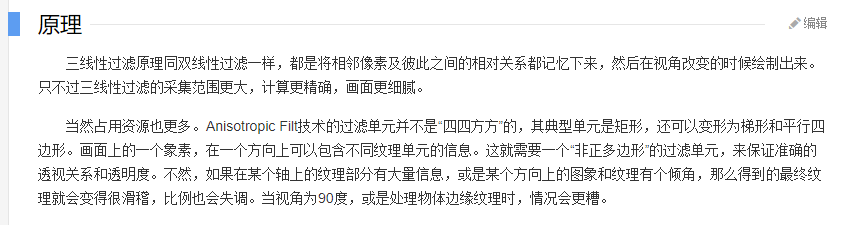 原理
编辑
三线性过滤原理同双线性过滤一样，都是将相邻像素及彼此之间的相对关系都记忆下来，然后在视角改变的时候绘制出来。
只不过三线性过滤的采集范围更大，计算更精确，画面更细腻。
当然占用资源也更多。Anisotropic Filt技术的过滤单元并不是“四四方方”的，其典型单元是矩形，还可以变形为梯形和平行四
边形。画面上的一个象素，在一个方向上可以包含不同纹理单元的信息。这就需要一个“非正多边形”的过滤单元，来保证准确的
透视关系和透明度。不然，如果在某个轴上的纹理部分有大量信息，或是某个方向上的图象和纹理有个倾角，那么得到的最终纹
理就会变得很滑稽，比例也会失调。当视角为90度，或是处理物体边缘纹理时，情况会更糟。